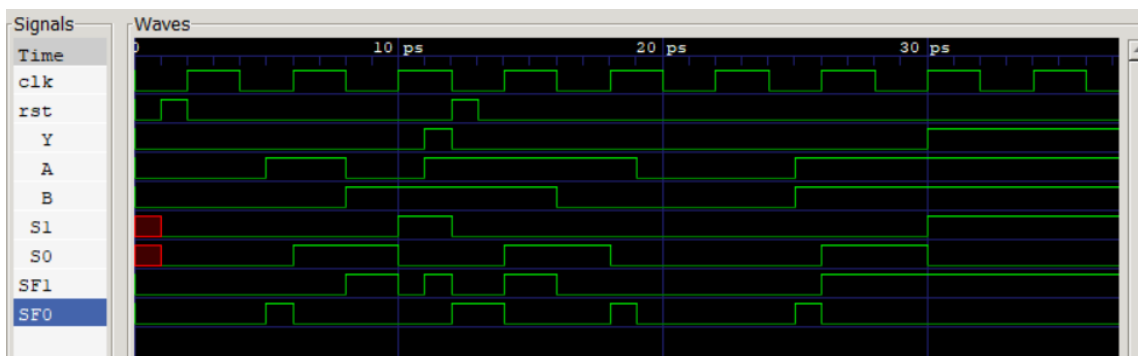 Signals
Waves
Time
0
10 ps
20 ps
30 ps
clk
rst
Y
A
B
S1
S0
SF1
SF0